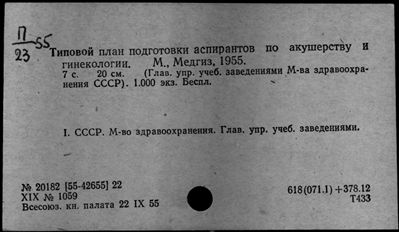 П/23-55
Типовой план подготовки аспирантов по акушерству и
гинекологии. М., Медгиз, 1955.
7 с. 20 см. (Глав. упр. учеб. заведениями М-ва здравоохра-
нения СССР). 1.000 экз. Беспл.
I. СССР. М-во здравоохранения. Глав. упр. учеб. заведениями.
№ 20182 [55-42655] 22
XIX № 1059
Всесоюз. кн. палата 22 IX 55
618(071.1)+378.12
Т433